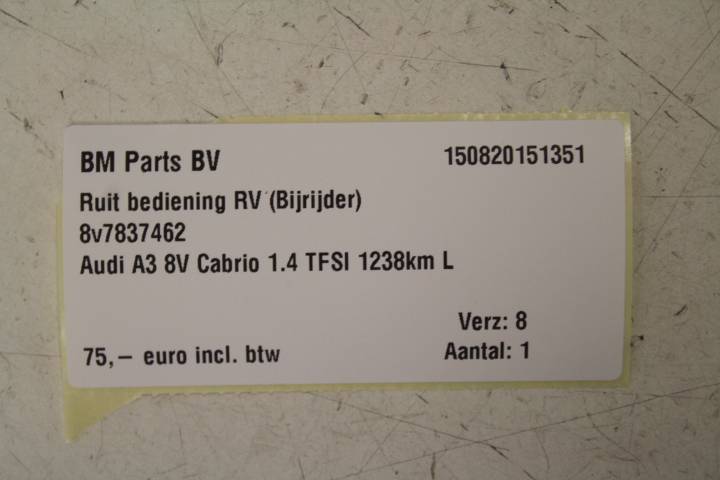 BM Parts BV 150820151351
Ruit bediening RV (Bijrijder)
8v7837462
Audi A3 8V Cabrio 1.4 TFSI 1238km L
Verz: 8
75,– euro incl. btw Aantal: 1